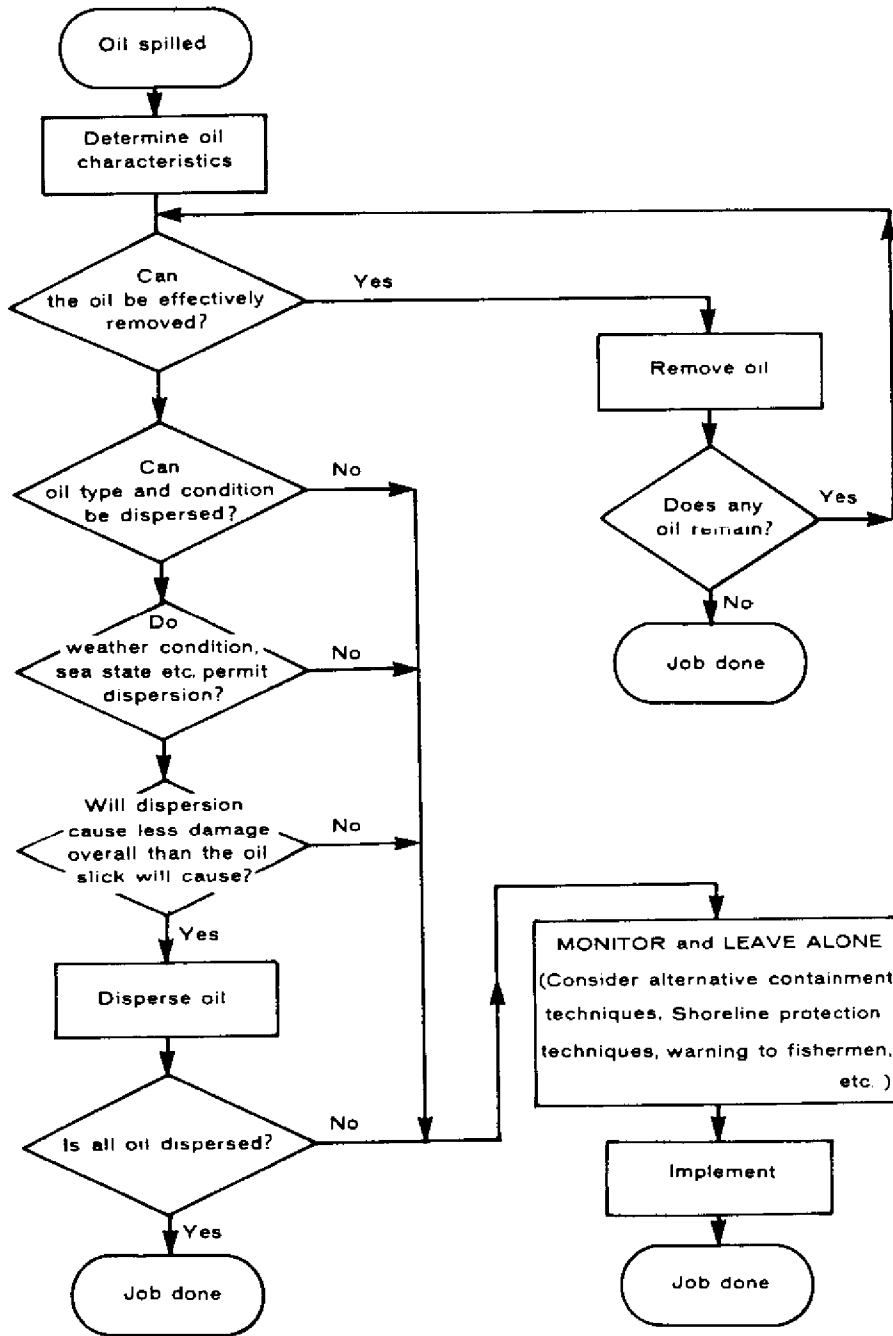 Oil spilled
Determine oil
characteristics
Can
the oil be effectively
removed?
Yes
Remove oil
Can
oil type and condition
be dispersed?
No
Does any
oil remain?
Yes
No
Job done
Do
weather condition,
sea state etc. permit
dispersion?
No
Will dispersion
cause less damage
overall than the oil
slick will cause?
No
Yes
Disperse oil
Is all oil dispersed?
No
Yes
Job done
MONITOR and LEAVE ALONE
(Consider alternative containment
techniques, Shoreline protection
techniques, warning to fishermen,
etc. )
Implement
Job done